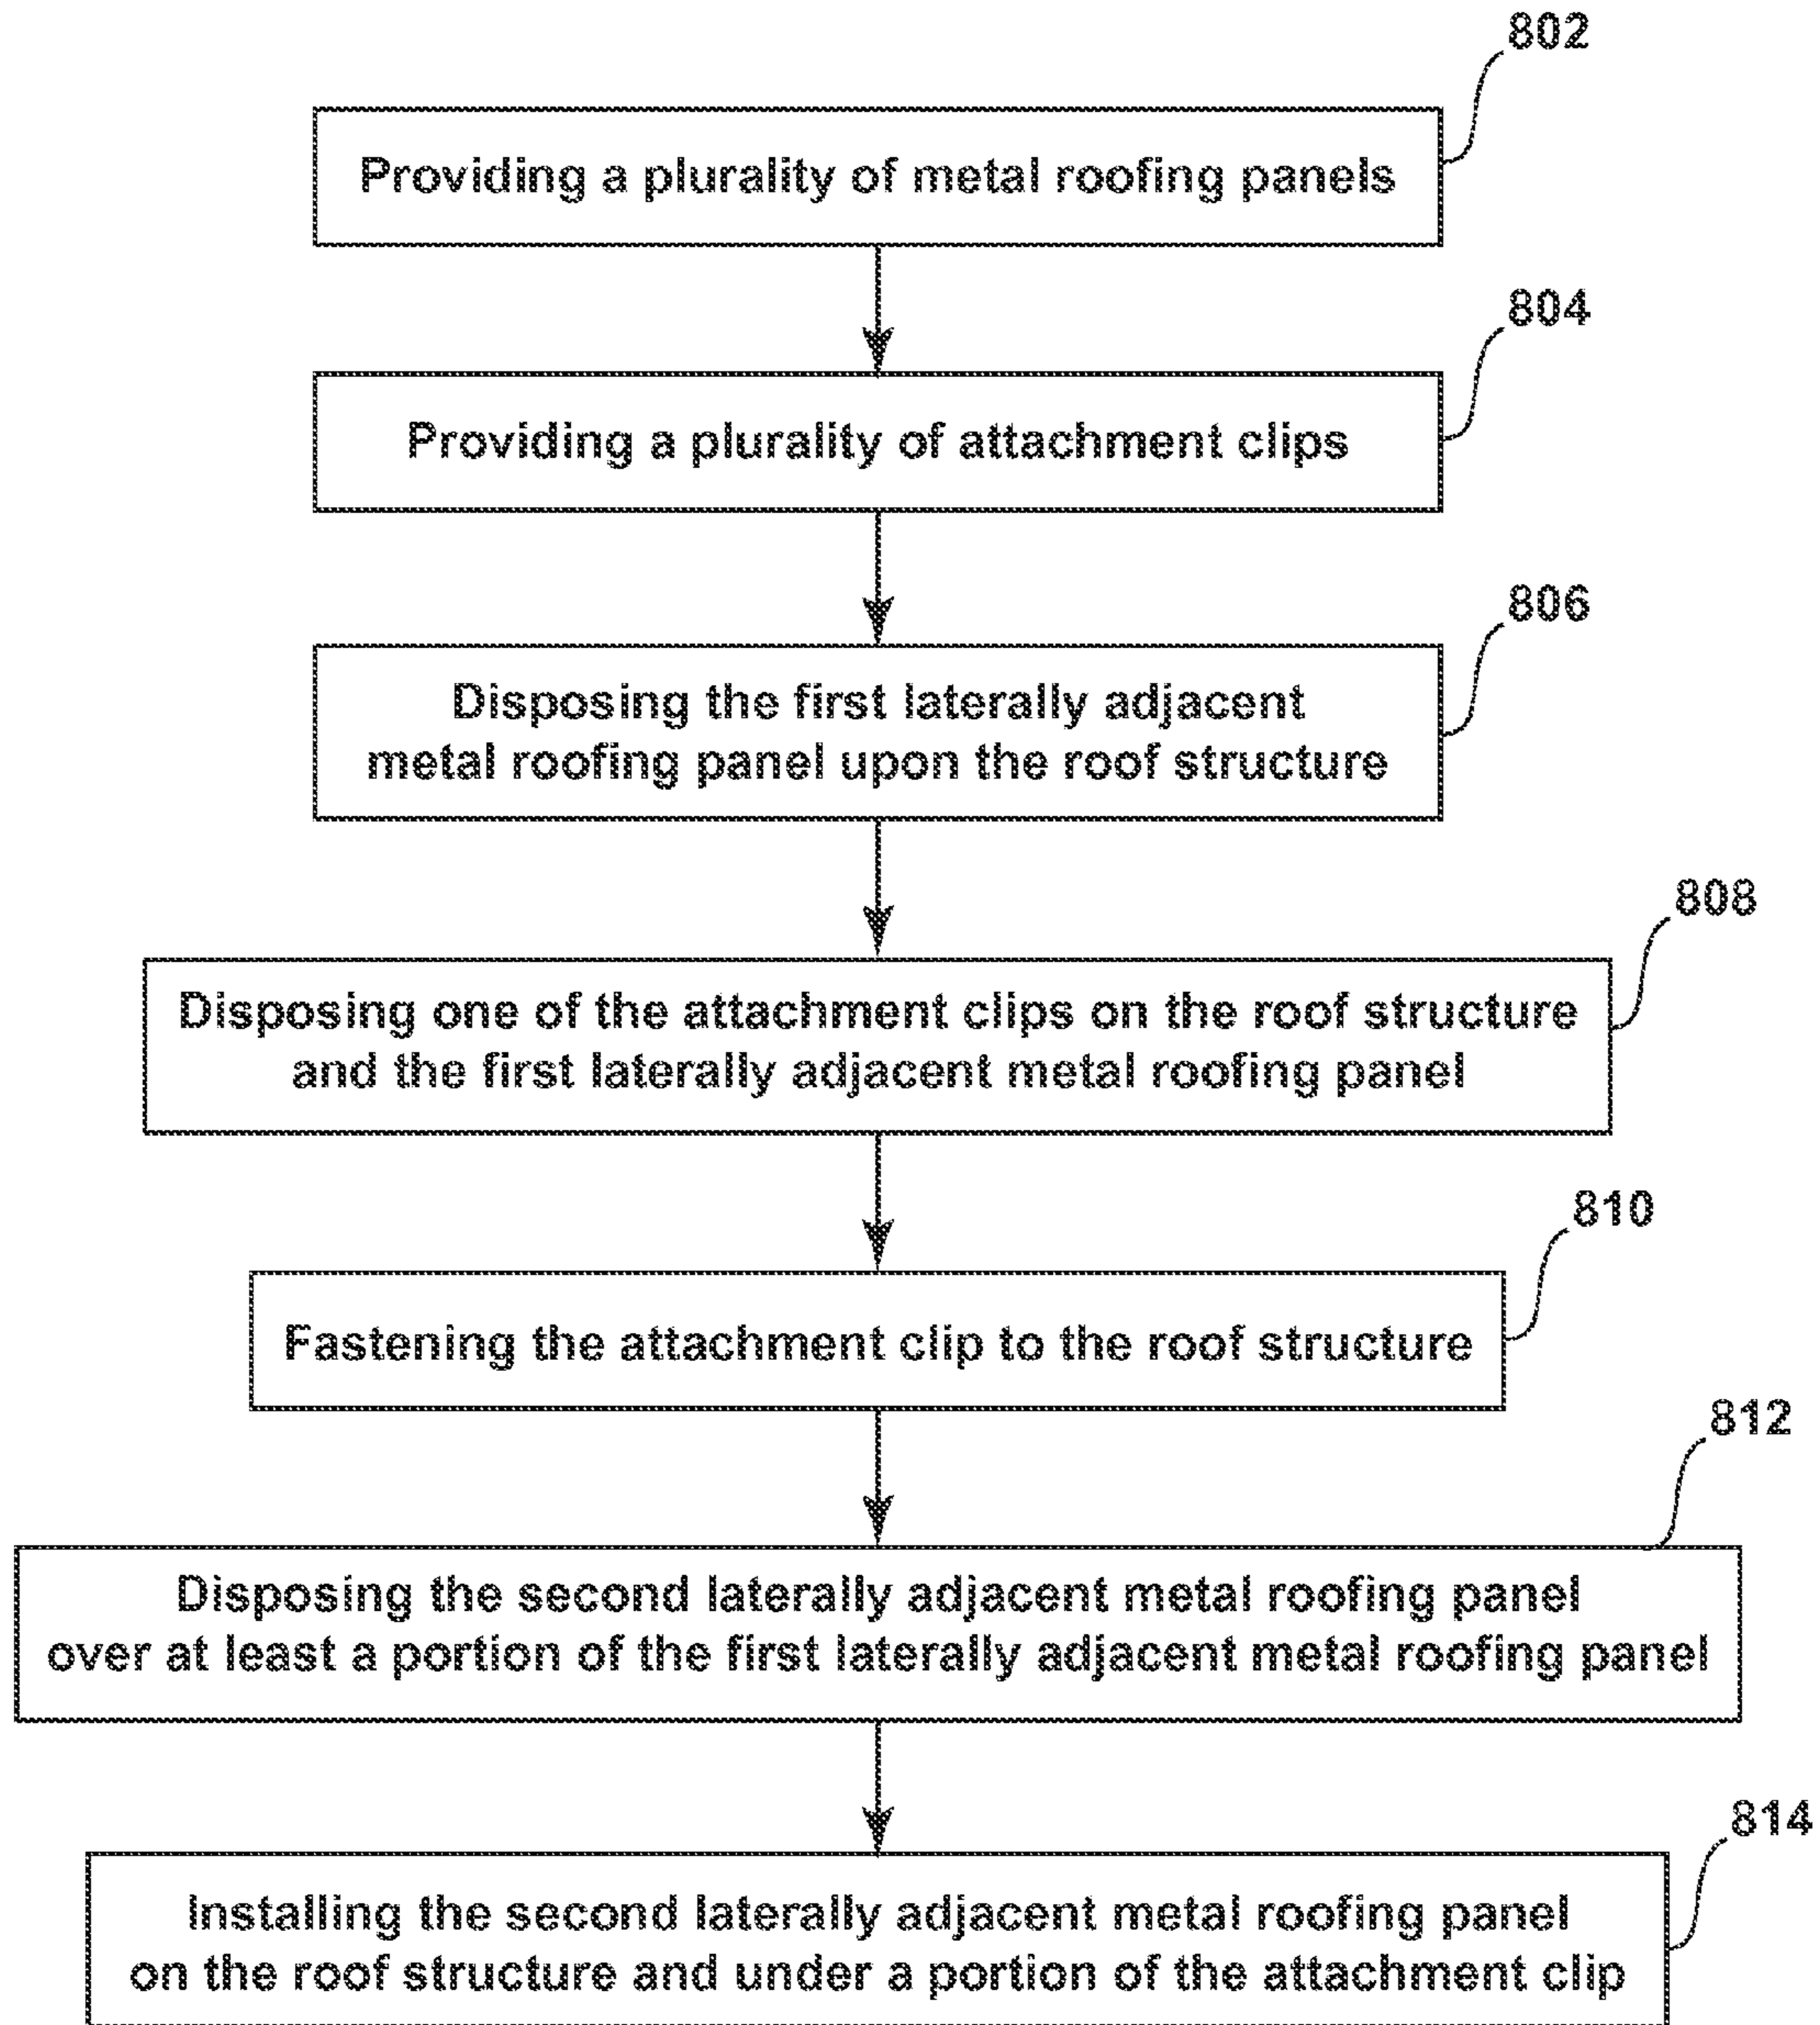 802
Providing a plurality of metal roofing panels
804
Providing a plurality of attachment clips
806
Disposing the first laterally adjacent
metal roofing panel upon the roof structure
808
Disposing one of the attachment clips on the roof structure
and the first laterally adjacent metal roofing panel
810
Fastening the attachment clip to the roof structure
812
Disposing the second laterally adjacent metal roofing panel
over at least a portion of the first laterally adjacent metal roofing panel
814
Installing the second laterally adjacent metal roofing panel
on the roof structure and under a portion of the attachment clip